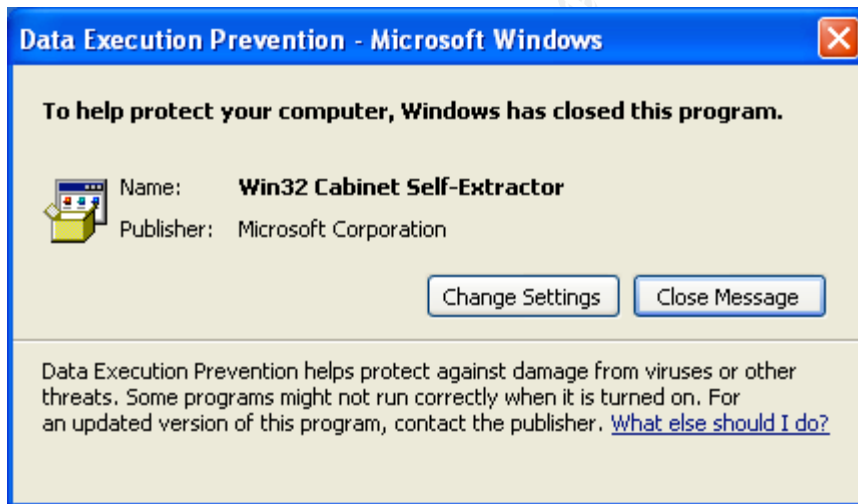 Data Execution Prevention - Microsoft Windows
To help protect your computer, Windows has closed this program.
Name: Win32 Cabinet Self-Extractor
Publisher: Microsoft Corporation
Change Settings Close Message
Data Execution Prevention helps protect against damage from viruses or other
threats. Some programs might not run correctly when it is turned on. For
an updated version of this program, contact the publisher. What else should I do?